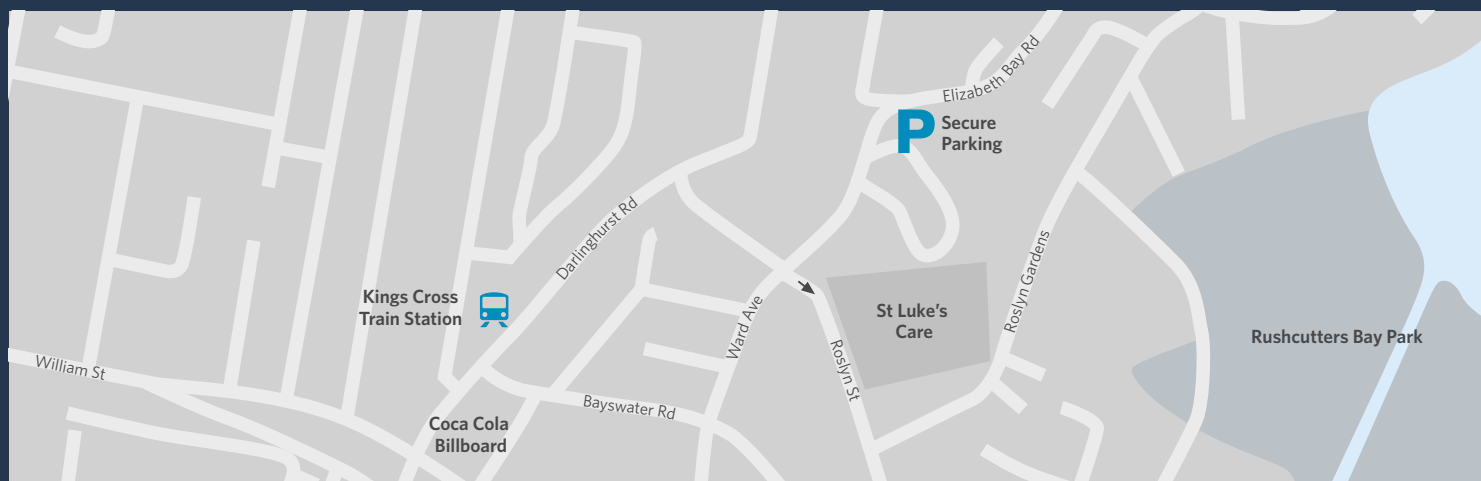 Elizabeth Bay Rd
P
Secure
Parking
Darlinghurst Rd
Roslyn Gardens
Kings Cross
Train Station
St Luke's
Care
Ward Ave
Rushcutters Bay Park
William St
Roslyn St
Bayswater Rd
Coca Cola
Billboard